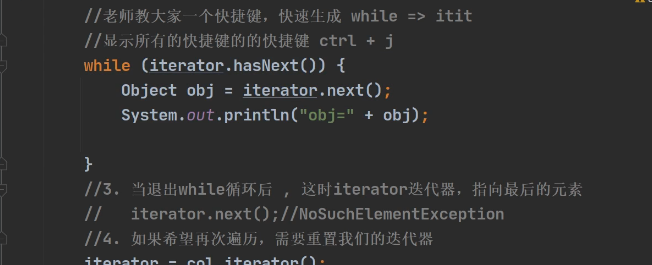 //老师教大家一个快捷键，快速生成 while => itit
//显示所有的快捷键的的快捷键 ctrl + j
while (iterator.hasNext()) {
Object obj = iterator.next();
System.out.println("obj=" + obj);
}
//3. 当退出while循环后 , 这时iterator迭代器，指向最后的元素
//   iterator.next();//NoSuchElementException
//4. 如果希望再次遍历，需要重置我们的迭代器
iterator = col.iterator();